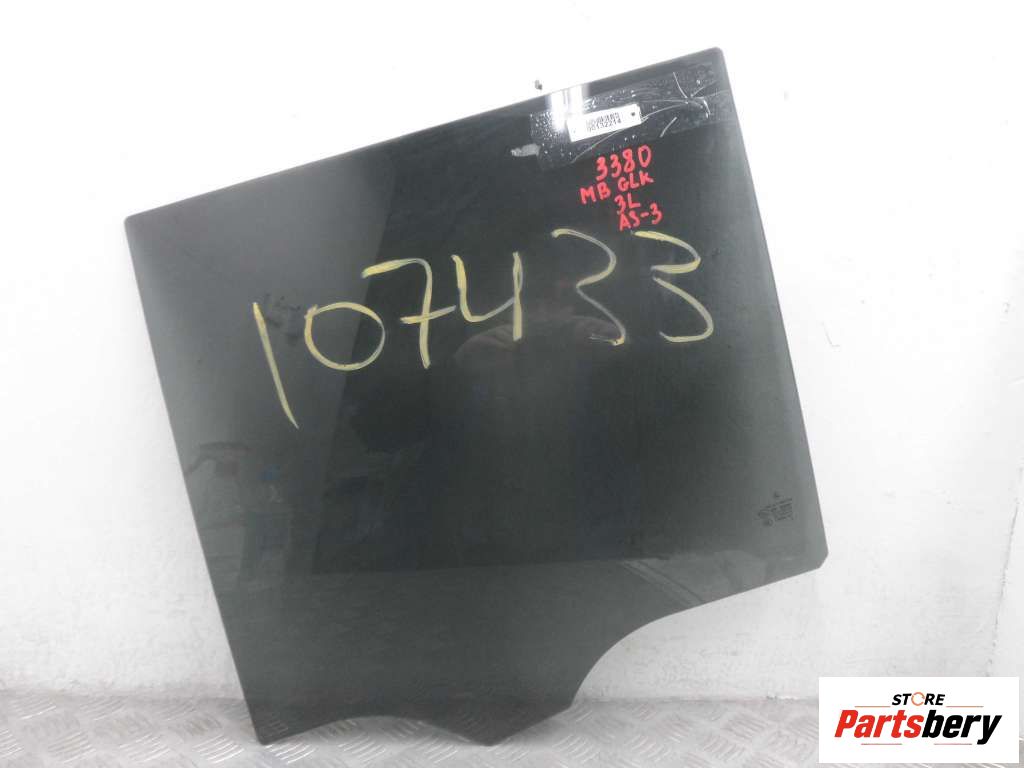 3380
MB GLK
3L
AS-3
107433
STORE
Partsbery